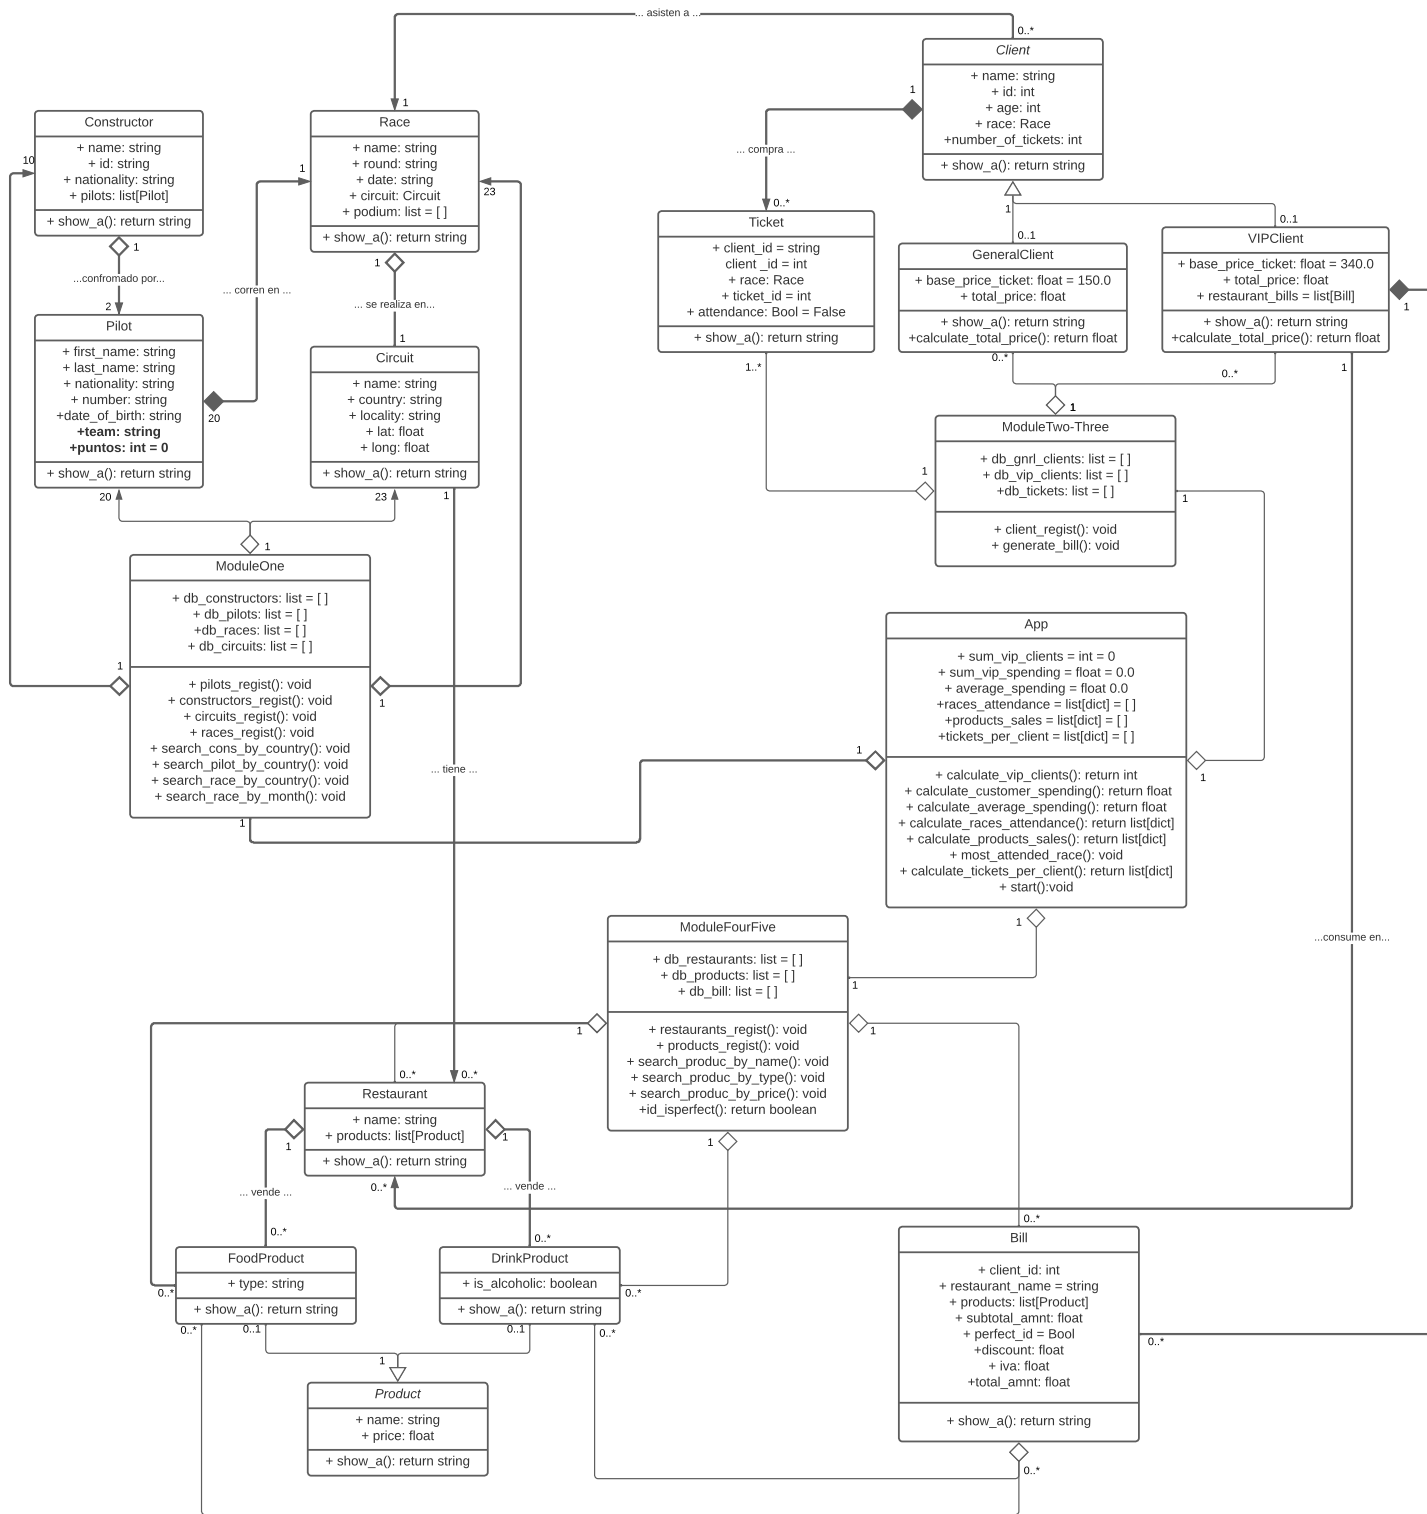 ... asisten a ...
0..*
Client
+ name: string
+ id: int
+ age: int
+ race: Race
+number_of_tickets: int
+ show_a(): return string
1
1
Constructor
+ name: string
+ id: string
+ nationality: string
+ pilots: list[Pilot]
+ show_a(): return string
10
1
Race
+ name: string
+ round: string
+ date: string
+ circuit: Circuit
+ podium: list = [ ]
+ show_a(): return string
1
23
1
... compra ...
0..*
Ticket
+ client_id = string
client _id = int
+ race: Race
+ ticket_id = int
+ attendance: Bool = False
+ show_a(): return string
1..*
1
0..1
GeneralClient
+ base_price_ticket: float = 150.0
+ total_price: float
+ show_a(): return string
+calculate_total_price(): return float
0..*
0..1
VIPClient
+ base_price_ticket: float = 340.0
+ total_price: float
+ restaurant_bills = list[Bill]
+ show_a(): return string
+calculate_total_price(): return float
1
1
0..*
...confromado por...
2
Pilot
+ first_name: string
+ last_name: string
+ nationality: string
+ number: string
+date_of_birth: string
+team: string
+puntos: int = 0
+ show_a(): return string
20
20
... corren en ...
... se realiza en...
1
Circuit
+ name: string
+ country: string
+ locality: string
+ lat: float
+ long: float
+ show_a(): return string
23
1
1
ModuleTwo-Three
+ db_gnrl_clients: list = [ ]
+ db_vip_clients: list = [ ]
+db_tickets: list = [ ]
+ client_regist(): void
+ generate_bill(): void
1
1
1
ModuleOne
+ db_constructors: list = [ ]
+ db_pilots: list = [ ]
+db_races: list = [ ]
+ db_circuits: list = [ ]
+ pilots_regist(): void
+ constructors_regist(): void
+ circuits_regist(): void
+ races_regist(): void
+ search_cons_by_country(): void
+ search_pilot_by_country(): void
+ search_race_by_country(): void
+ search_race_by_month(): void
1
1
1
App
+ sum_vip_clients = int = 0
+ sum_vip_spending = float = 0.0
+ average_spending = float 0.0
+races_attendance = list[dict] = [ ]
+products_sales = list[dict] = [ ]
+tickets_per_client = list[dict] = [ ]
+ calculate_vip_clients(): return int
+ calculate_customer_spending(): return float
+ calculate_average_spending(): return float
+ calculate_races_attendance(): return list[dict]
+ calculate_products_sales(): return list[dict]
+ most_attended_race(): void
+ calculate_tickets_per_client(): return list[dict]
+ start():void
1
1
1
... tiene ...
...consume en...
ModuleFourFive
+ db_restaurants: list = [ ]
+ db_products: list = [ ]
+ db_bill: list = [ ]
+ restaurants_regist(): void
+ products_regist(): void
+ search_produc_by_name(): void
+ search_produc_by_type(): void
+ search_produc_by_price(): void
+id_isperfect(): return boolean
1
1
1
1
0..*
0..*
Restaurant
+ name: string
+ products: list[Product]
+ show_a(): return string
1
1
0..*
... vende ...
... vende ...
0..*
0..*
FoodProduct
+ type: string
+ show_a(): return string
0..*
0..*
0..1
DrinkProduct
+ is_alcoholic: boolean
+ show_a(): return string
0..*
0..1
0..*
1
Product
+ name: string
+ price: float
+ show_a(): return string
0..*
Bill
+ client_id: int
+ restaurant_name = string
+ products: list[Product]
+ subtotal_amnt: float
+ perfect_id = Bool
+discount: float
+ iva: float
+total_amnt: float
+ show_a(): return string
0..*
0..*